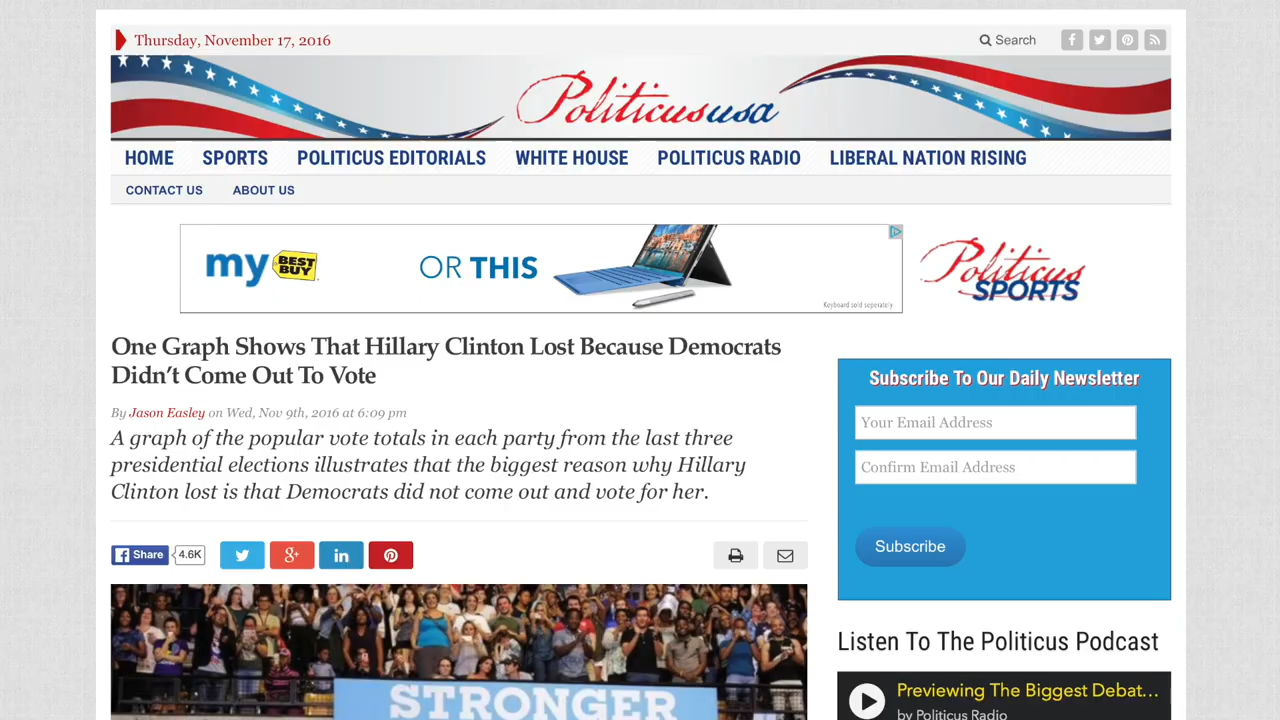 Thursday, November 17, 2016
Search
Politicususa
HOME SPORTS POLITICUS EDITORIALS WHITE HOUSE POLITICUS RADIO LIBERAL NATION RISING
CONTACT US ABOUT US
my BEST BUY
OR THIS
Keyboard sold seperately.
Politicus
SPORTS
One Graph Shows That Hillary Clinton Lost Because Democrats
Didn't Come Out To Vote
By Jason Easley on Wed, Nov 9th, 2016 at 6:09 pm
A graph of the popular vote totals in each party from the last three
presidential elections illustrates that the biggest reason why Hillary
Clinton lost is that Democrats did not come out and vote for her.
Share 4.6K
STRONGER
Subscribe To Our Daily Newsletter
Your Email Address
Confirm Email Address
Subscribe
Listen To The Politicus Podcast
Previewing The Biggest Debat...
by Politicus Radio